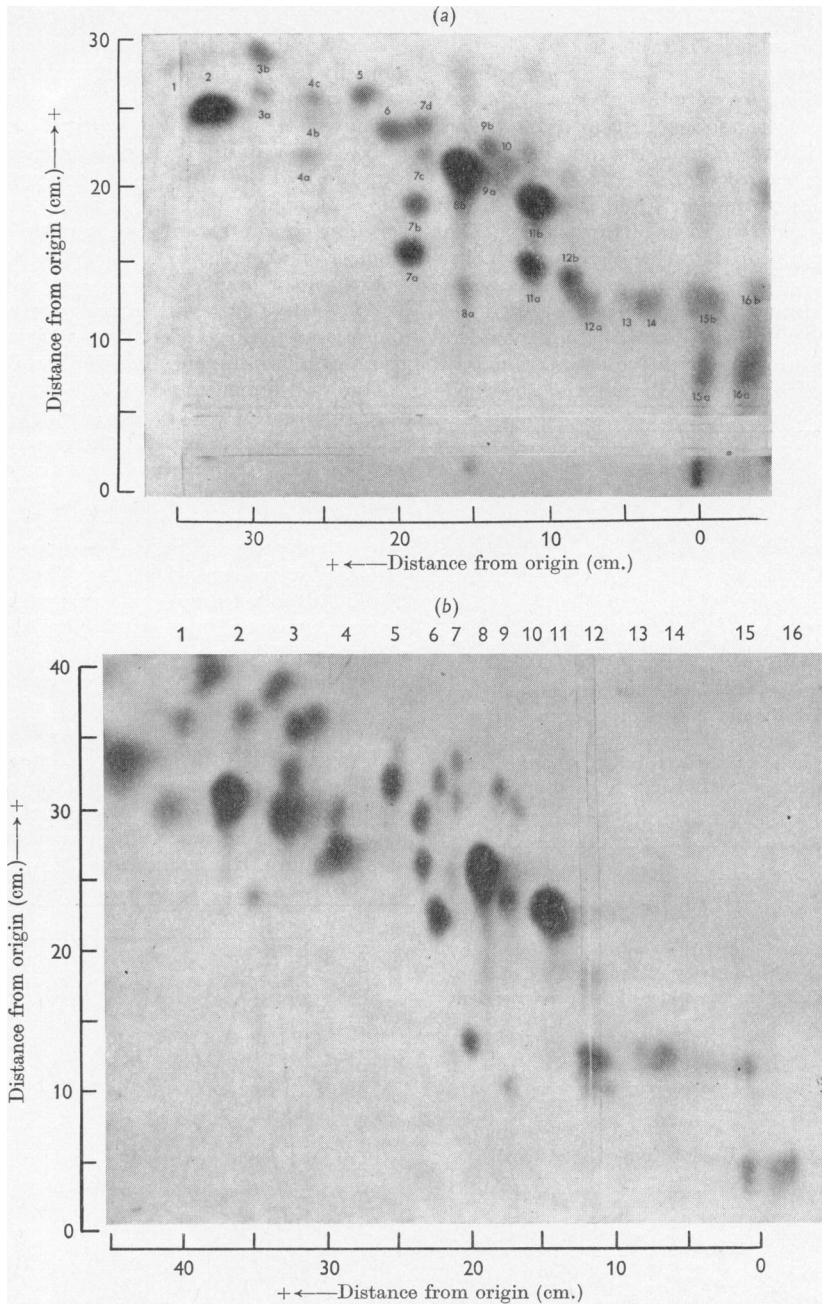 (a)
30
20
10
0
Distance from origin (cm.)⟶+
1
2
3b
3a
4c
4b
4a
5
6
7d
7c
7b
7a
8b
8a
9b
9a
10
11b
11a
12b
12a
13
14
15b
15a
16b
16a
30 20 10 0
+⟵Distance from origin (cm.)
(b)
1 2 3 4 5 6 7 8 9 10 11 12 13 14 15 16
40
30
20
10
0
Distance from origin (cm.)⟶+
40 30 20 10 0
+⟵Distance from origin (cm.)